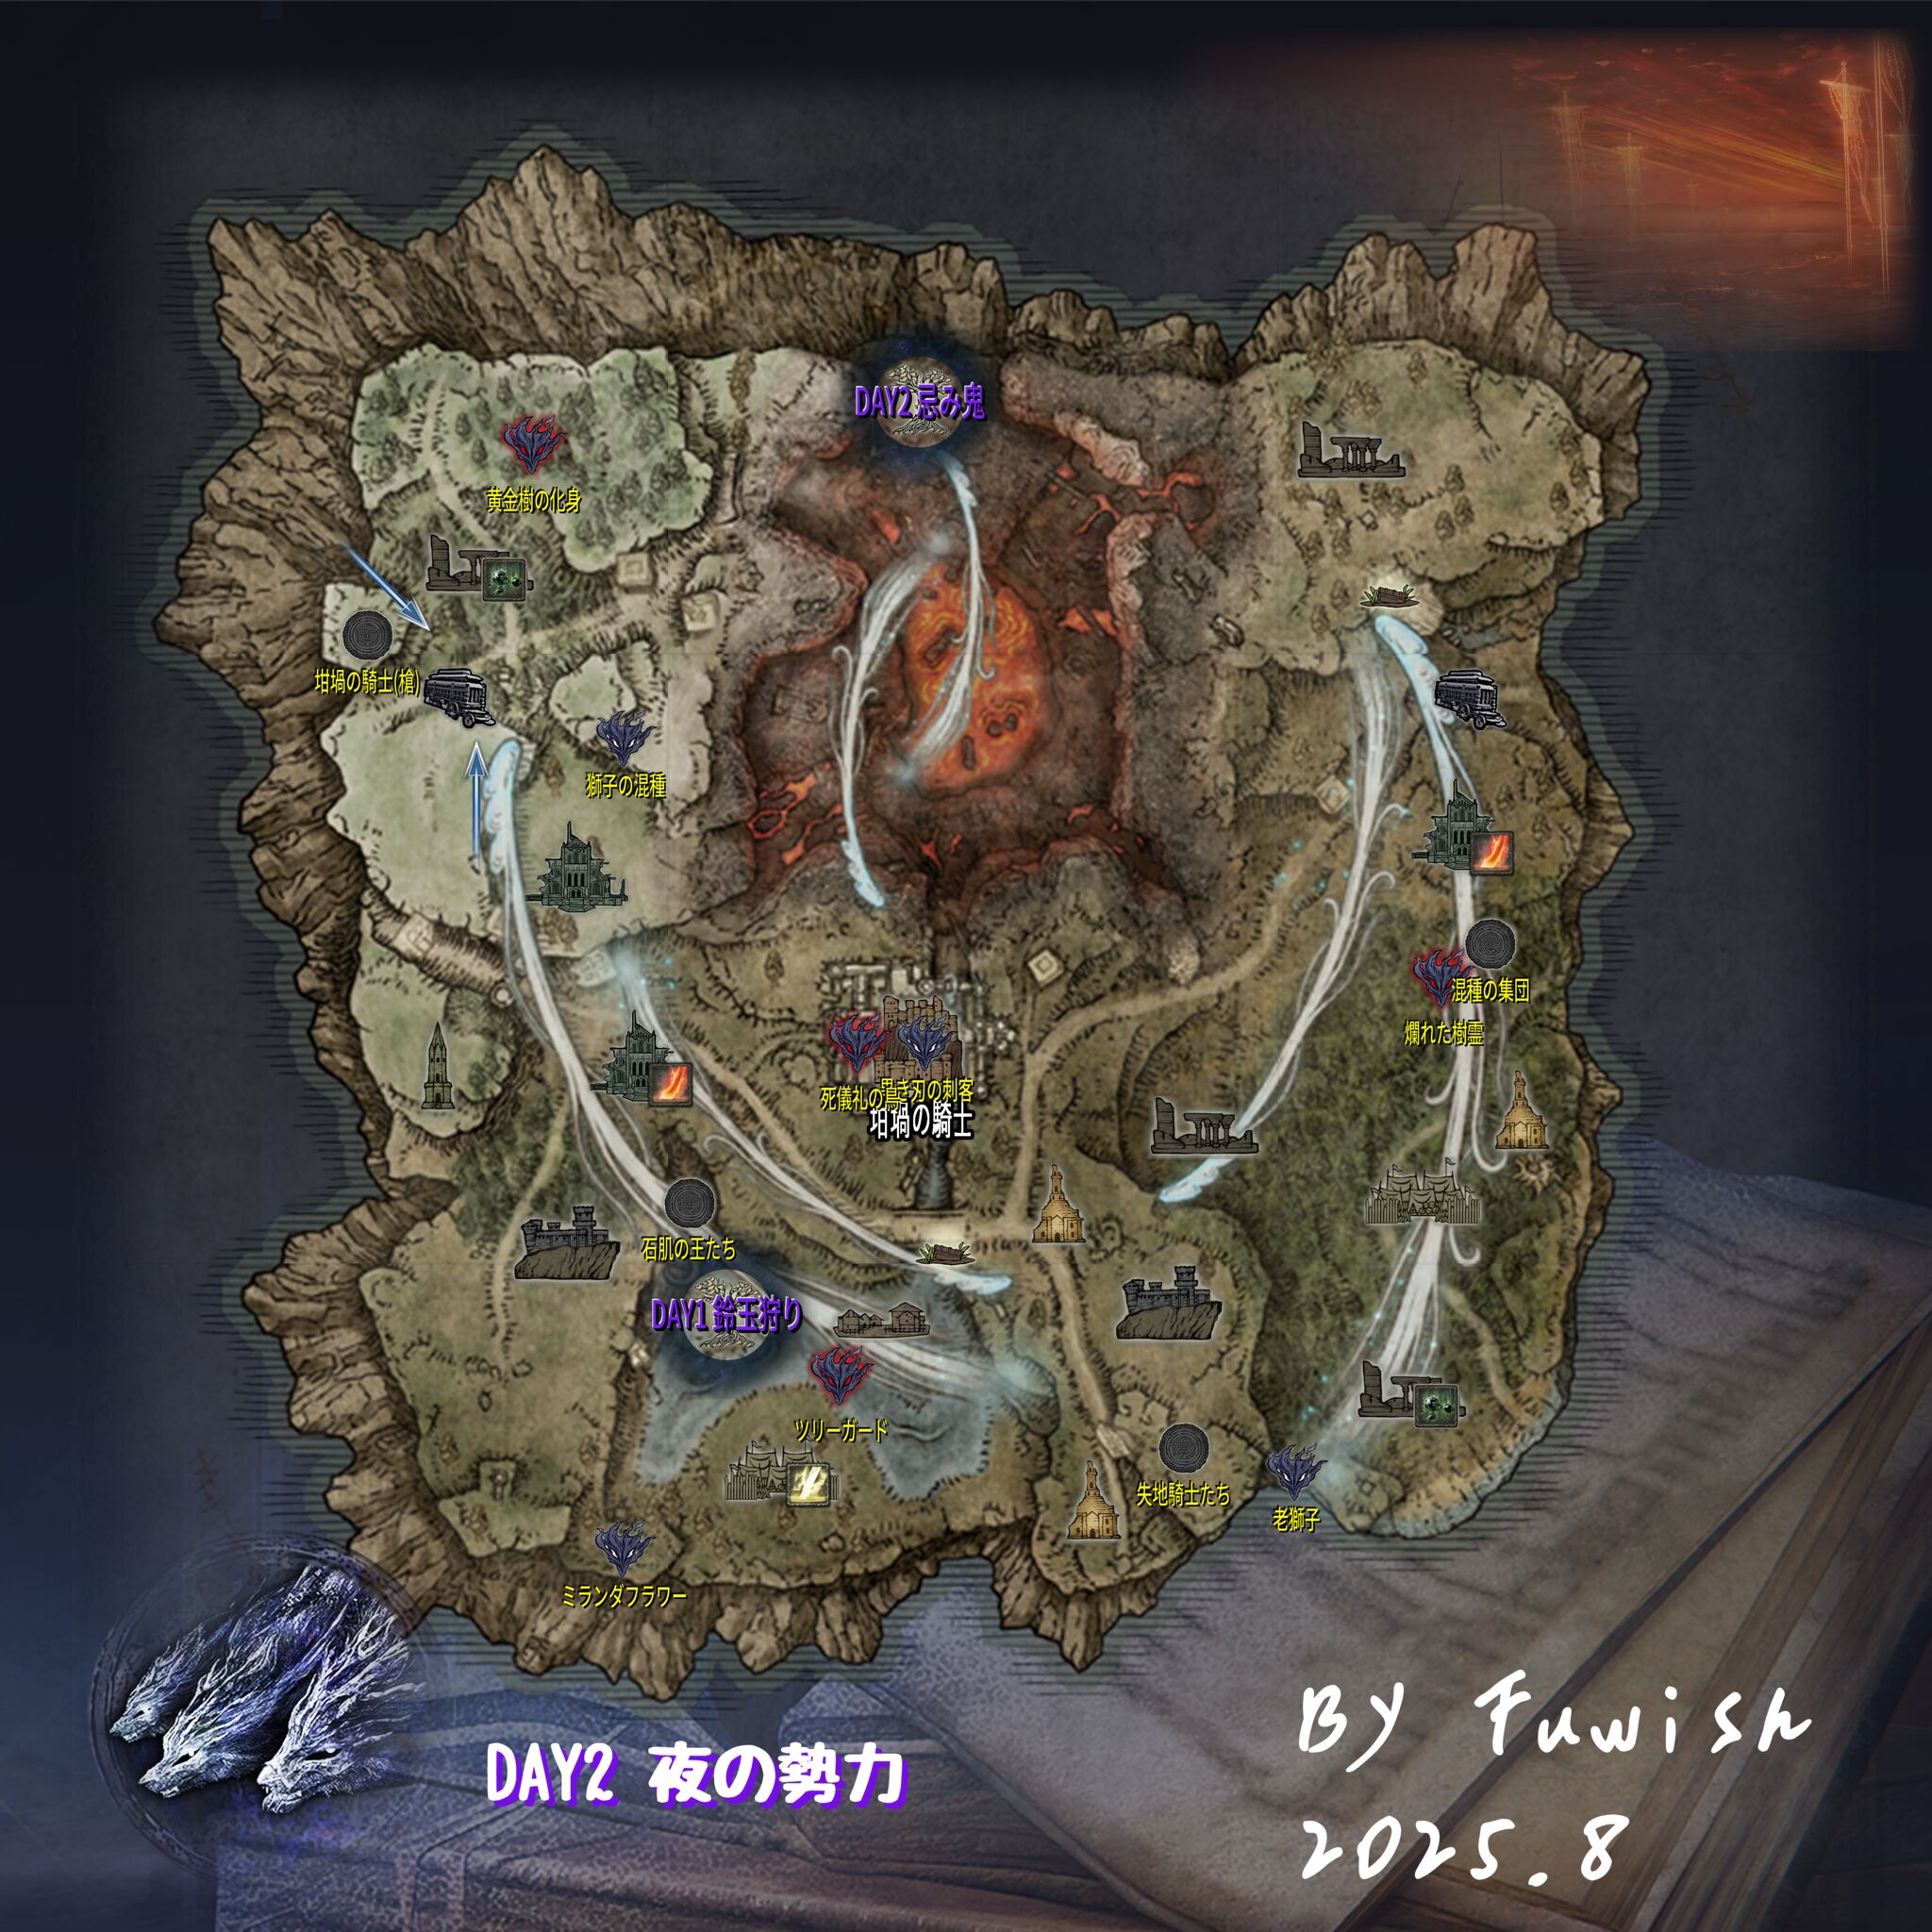 DAY2 忌み鬼
黄金樹の化身
坩堝の騎士(槍)
獅子の混種
混種の集団
爛れた樹霊
死儀礼の鳥
黒き刃の刺客
坩堝の騎士
石肌の王たち
DAY1 鈴玉狩り
ツリーガード
失地騎士たち
老獅子
ミランダフラワー
DAY2 夜の勢力
By Fuwish
2025.8